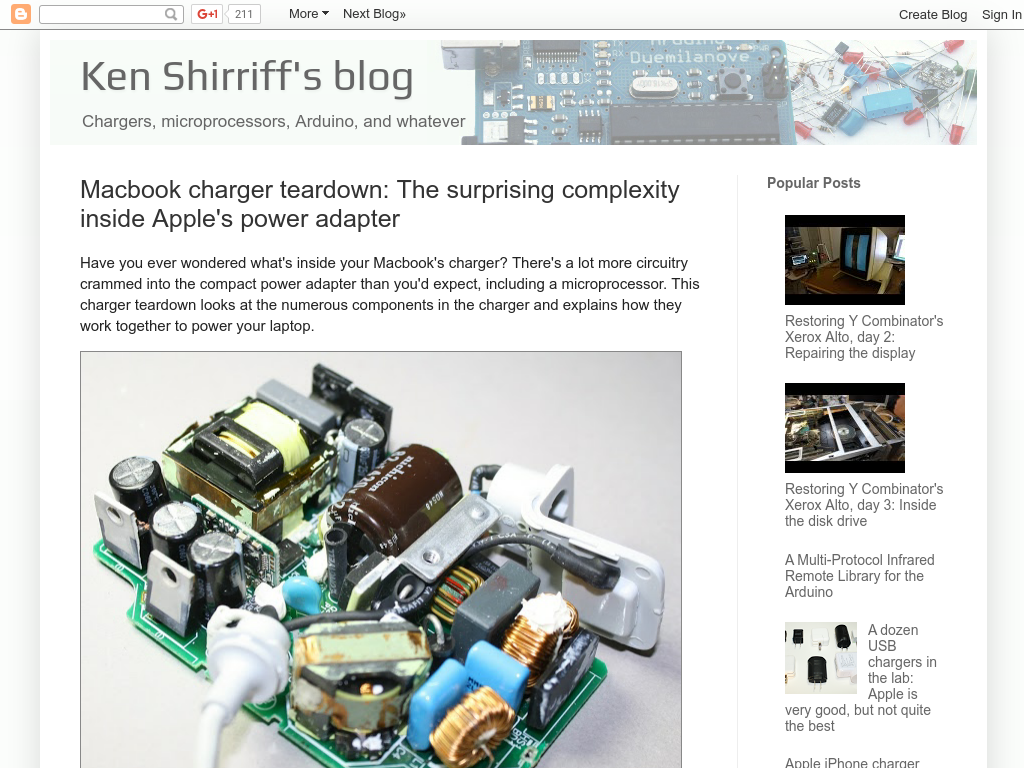 211
More
Next Blog»
Create Blog
Sign In
Ken Shirriff's blog
Chargers, microprocessors, Arduino, and whatever
Arduino
Duemilanove
TX
RX
PWR
Macbook charger teardown: The surprising complexity
inside Apple's power adapter
Have you ever wondered what's inside your Macbook's charger? There's a lot more circuitry
crammed into the compact power adapter than you'd expect, including a microprocessor. This
charger teardown looks at the numerous components in the charger and explains how they
work together to power your laptop.
nichicon
Popular Posts
Restoring Y Combinator's
Xerox Alto, day 2:
Repairing the display
Restoring Y Combinator's
Xerox Alto, day 3: Inside
the disk drive
A Multi-Protocol Infrared
Remote Library for the
Arduino
A dozen
USB
chargers in
the lab:
Apple is
very good, but not quite
the best
Apple iPhone charger